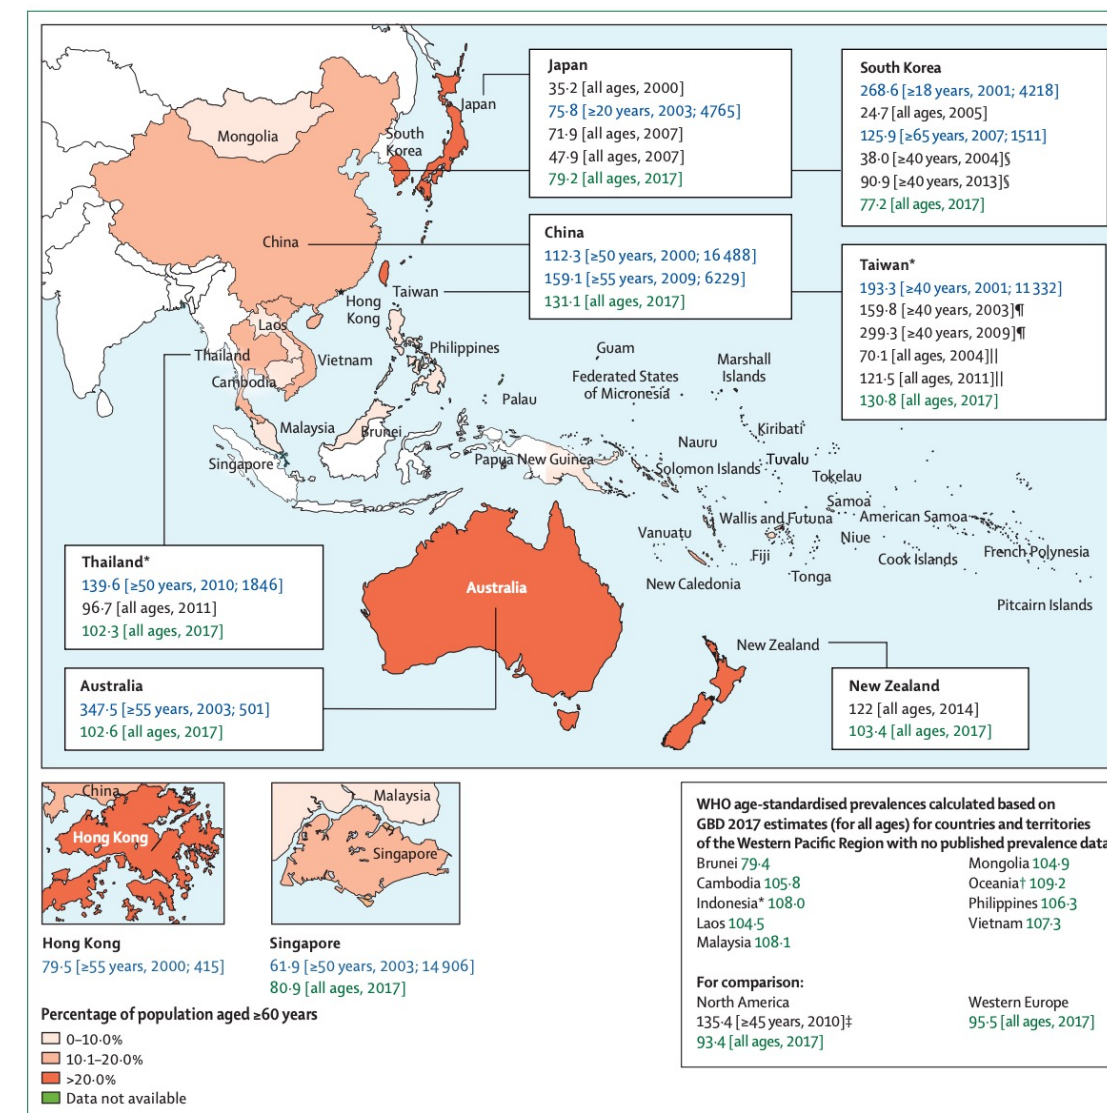 Japan
35·2 [all ages, 2000]
75·8 [≥20 years, 2003; 4765]
71·9 [all ages, 2007]
47·9 [all ages, 2007]
79·2 [all ages, 2017]
South Korea
268·6 [≥18 years, 2001; 4218]
24·7 [all ages, 2005]
125·9 [≥65 years, 2007; 1511]
38·0 [≥40 years, 2004]§
90·9 [≥40 years, 2013]§
77·2 [all ages, 2017]
China
112·3 [≥50 years, 2000; 16 488]
159·1 [≥55 years, 2009; 6229]
131·1 [all ages, 2017]
Taiwan*
193·3 [≥40 years, 2001; 11 332]
159·8 [≥40 years, 2003]¶
299·3 [≥40 years, 2009]¶
70·1 [all ages, 2004]||
121·5 [all ages, 2011]||
130·8 [all ages, 2017]
Japan
South
Korea
Mongolia
China
Taiwan
Hong
Kong
Laos
Thailand
Vietnam
Cambodia
Philippines
Guam
Marshall
Islands
Federated States
of Micronesia
Palau
Malaysia
Brunei
Singapore
Kiribati
Nauru
Papua New Guinea
Solomon Islands
Tuvalu
Tokelau
Samoa
Wallis and Futuna
American Samoa
Vanuatu
Niue
Fiji
Cook Islands
French Polynesia
New Caledonia
Tonga
Pitcairn Islands
Australia
New Zealand
Thailand*
139·6 [≥50 years, 2010; 1846]
96·7 [all ages, 2011]
102·3 [all ages, 2017]
Australia
347·5 [≥55 years, 2003; 501]
102·6 [all ages, 2017]
New Zealand
122 [all ages, 2014]
103·4 [all ages, 2017]
China
Hong Kong
Malaysia
Singapore
Hong Kong
79·5 [≥55 years, 2000; 415]
Singapore
61·9 [≥50 years, 2003; 14 906]
80·9 [all ages, 2017]
Percentage of population aged ≥60 years
0–10·0%
10·1–20·0%
>20·0%
Data not available
WHO age-standardised prevalences calculated based on
GBD 2017 estimates (for all ages) for countries and territories
of the Western Pacific Region with no published prevalence data
Brunei 79·4
Cambodia 105·8
Indonesia* 108·0
Laos 104·5
Malaysia 108·1
Mongolia 104·9
Oceania† 109·2
Philippines 106·3
Vietnam 107·3
For comparison:
North America
135·4 [≥45 years, 2010]‡
93·4 [all ages, 2017]
Western Europe
95·5 [all ages, 2017]